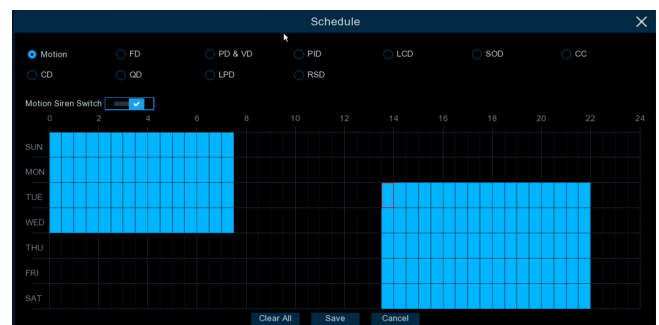 Schedule
Motion FD PD & VD PID LCD SOD CC
CD QD LPD RSD
Motion Siren Switch
0 2 4 6 8 10 12 14 16 18 20 22 24
SUN
MON
TUE
WED
THU
FRI
SAT
Clear All Save Cancel